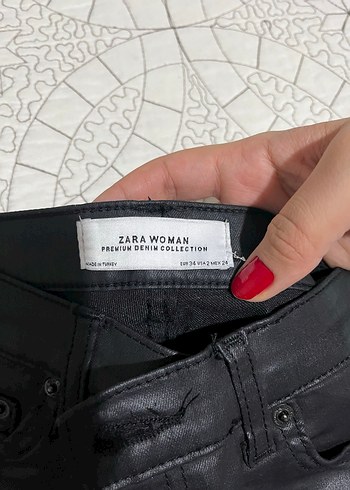 ZARA WOMAN
PREMIUM DENIM COLLECTION
MADE IN TURKEY
EUR 34 USA 2 MEX 24